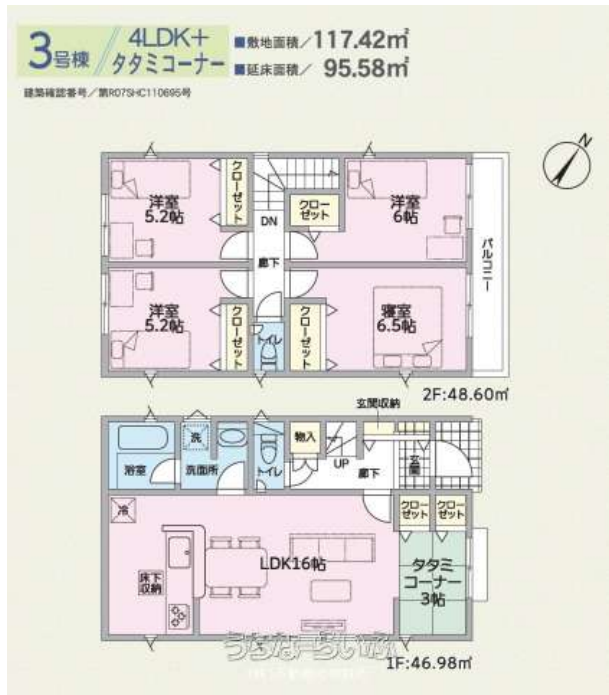 3号棟
4LDK+
タタミコーナー
■敷地面積／117.42㎡
■延床面積／ 95.58㎡
建築確認番号／第R07SHC110695号
N
洋室
5.2帖
クローゼット
DN
クロー
ゼット
洋室
6帖
バルコニー
廊下
洋室
5.2帖
クローゼット
トイレ
クローゼット
寝室
6.5帖
2F:48.60㎡
玄関収納
浴室
洗
洗面所
トイレ
物入
UP
廊下
玄関
冷
クロー
ゼット
クロー
ゼット
床下
収納
LDK16帖
タタミ
コーナー
3帖
うちなーらいふ
1F:46.98㎡